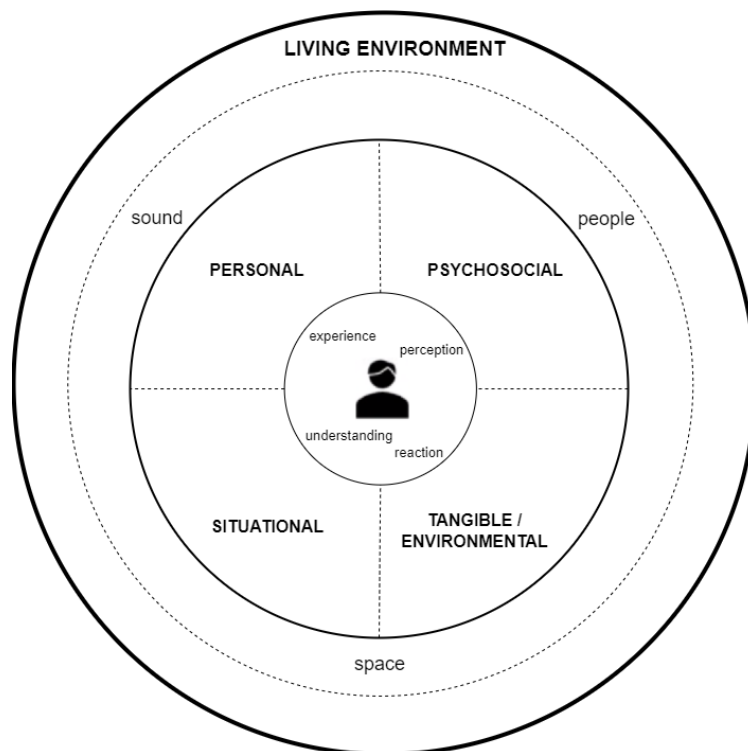 LIVING ENVIRONMENT
sound
people
PERSONAL
PSYCHOSOCIAL
experience
perception
understanding
reaction
SITUATIONAL
TANGIBLE /
ENVIRONMENTAL
space